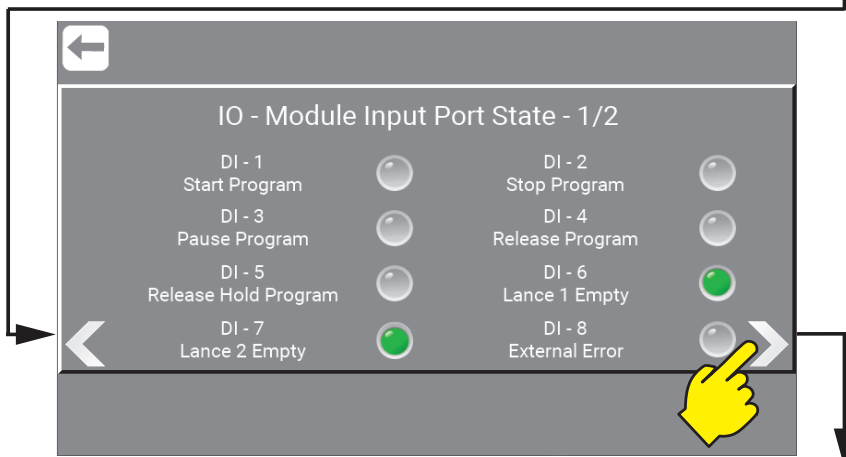 IO - Module Input Port State - 1/2
DI - 1
Start Program
DI - 2
Stop Program
DI - 3
Pause Program
DI - 4
Release Program
DI - 5
Release Hold Program
DI - 6
Lance 1 Empty
DI - 7
Lance 2 Empty
DI - 8
External Error